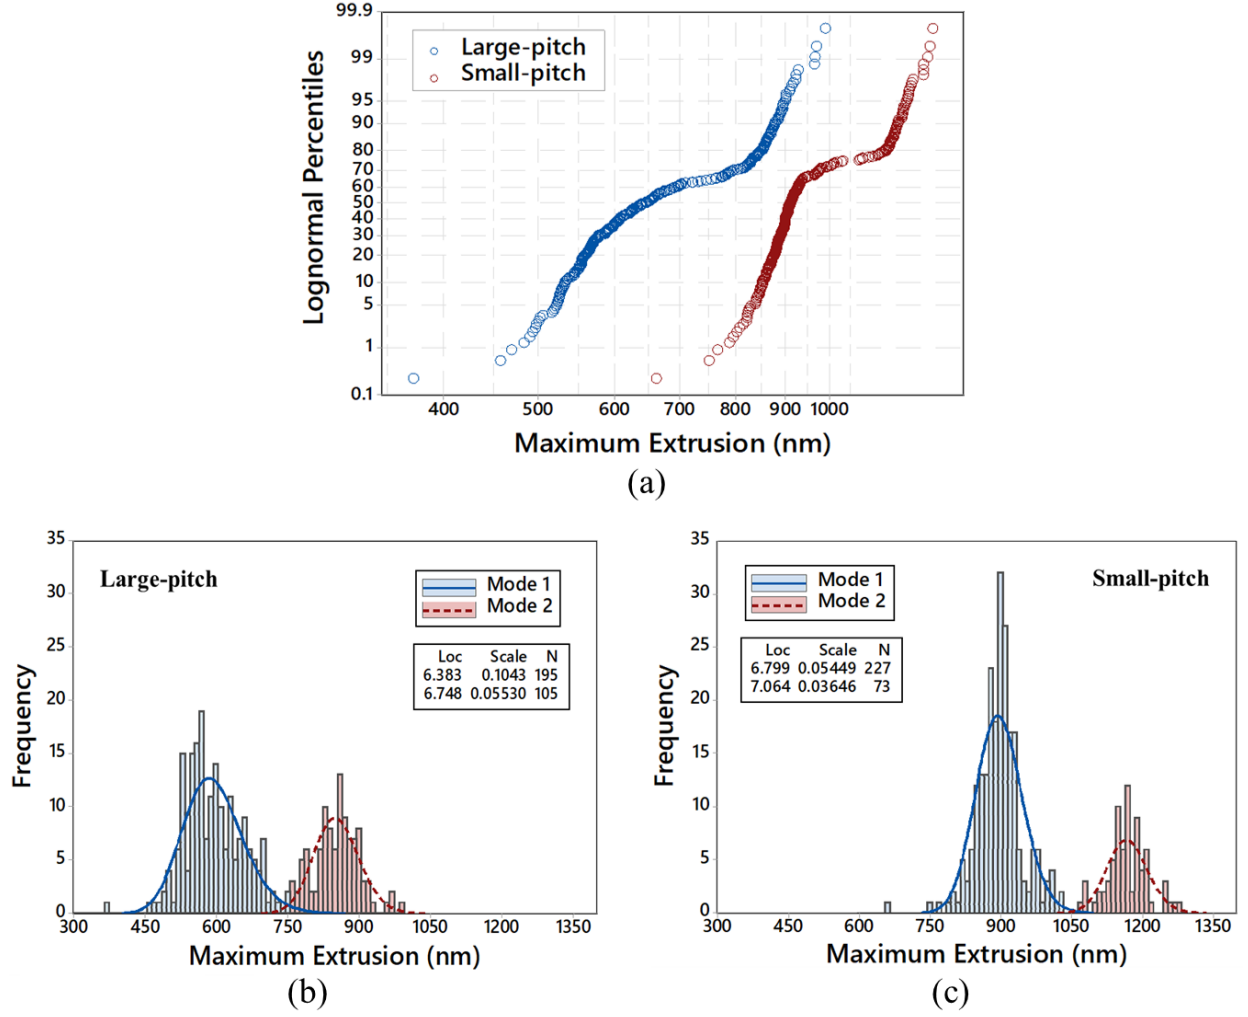 99.9
99
95
90
80
70
60
50
40
30
20
10
5
1
0.1
Lognormal Percentiles
Large-pitch
Small-pitch
400 500 600 700 800 900 1000
Maximum Extrusion (nm)
(a)
35
30
25
20
15
10
5
0
Frequency
Large-pitch
Mode 1
Mode 2
Loc Scale N
6.383 0.1043 195
6.748 0.05530 105
300 450 600 750 900 1050 1200 1350
Maximum Extrusion (nm)
(b)
35
30
25
20
15
10
5
0
Frequency
Small-pitch
Mode 1
Mode 2
Loc Scale N
6.799 0.05449 227
7.064 0.03646 73
300 450 600 750 900 1050 1200 1350
Maximum Extrusion (nm)
(c)